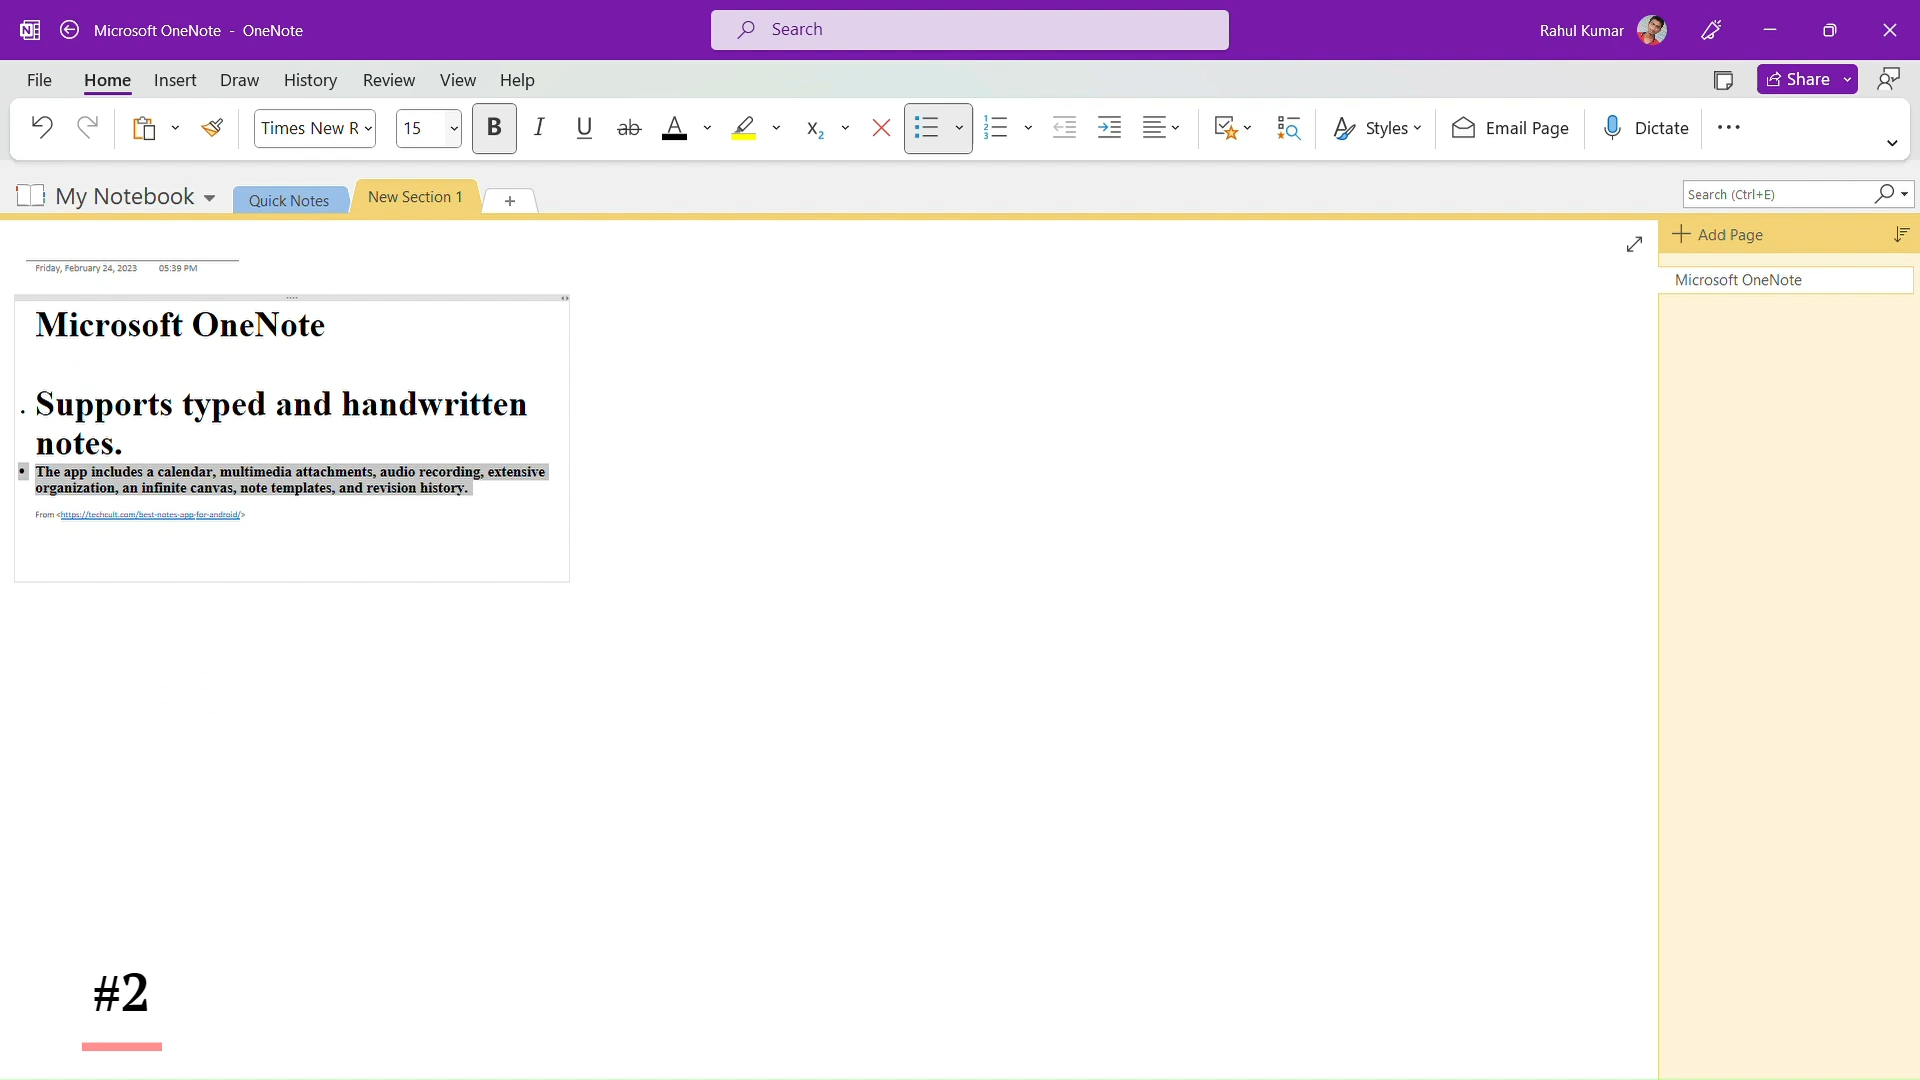 Microsoft OneNote - OneNote
Search
Rahul Kumar
File Home Insert Draw History Review View Help
Share
Times New R 15 B I U ab A X2 Styles Email Page Dictate
My Notebook Quick Notes New Section 1 +
Search (Ctrl+E)
Add Page
Friday, February 24, 2023 05:39 PM
Microsoft OneNote
Microsoft OneNote
• Supports typed and handwritten
notes.
• The app includes a calendar, multimedia attachments, audio recording, extensive
organization, an infinite canvas, note templates, and revision history.
From <https://techcult.com/best-notes-app-for-android/>
#2